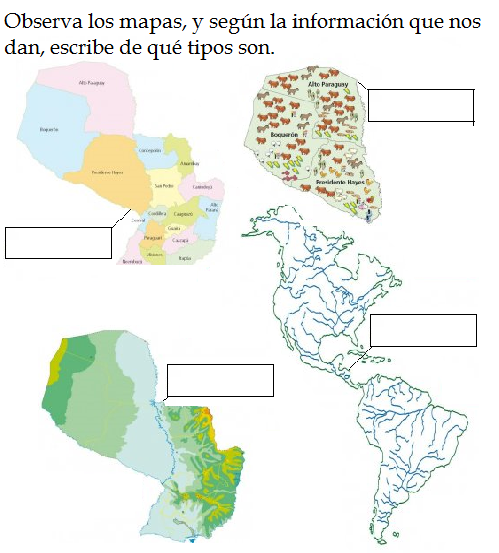 Observa los mapas, y según la información que nos
dan, escribe de qué tipos son.
Alto Paraguay
Boquerón
Presidente Hayes
Concepción
Amambay
San Pedro
Canindeyú
Cordillera
Caaguazú
Alto
Paraná
Central
Guairá
Paraguarí
Caazapá
Misiones
Ñeembucú
Itapúa
Alto Paraguay
Boquerón
Presidente Hayes